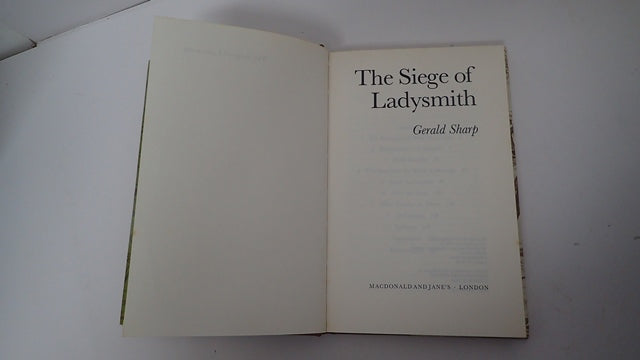 The Siege of
Ladysmith
Gerald Sharp
MACDONALD AND JANE'S · LONDON